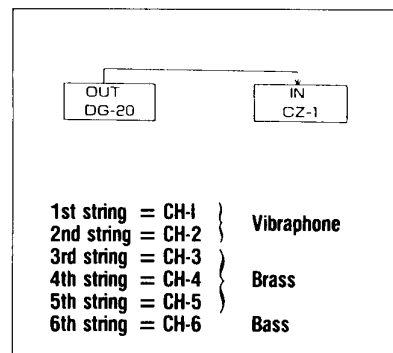 OUT
DG-20
IN
CZ-1
1st string = CH-1
2nd string = CH-2
Vibraphone
3rd string = CH-3
4th string = CH-4
5th string = CH-5
Brass
6th string = CH-6 Bass